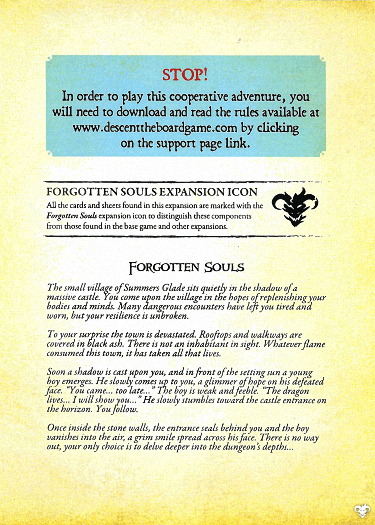 STOP!
In order to play this cooperative adventure, you
will need to download and read the rules available at
www.descenttheboardgame.com by clicking
on the support page link.
FORGOTTEN SOULS EXPANSION ICON
All the cards and sheets found in this expansion are marked with the
Forgotten Souls expansion icon to distinguish these components
from those found in the base game and other expansions.
FORGOTTEN SOULS
The small village of Summers Glade sits quietly in the shadow of a
massive castle. You come upon the village in the hopes of replenishing your
bodies and minds. Many dangerous encounters have left you tired and
worn, but your resilience is unbroken.
To your surprise the town is devastated. Rooftops and walkways are
covered in black ash. There is not an inhabitant in sight. Whatever flame
consumed this town, it has taken all that lives.
Soon a shadow is cast upon you, and in front of the setting sun a young
boy emerges. He slowly comes up to you, a glimmer of hope on his defeated
face. "You came... too late..." The boy is weak and feeble. "The dragon
lives... I will show you..." He slowly stumbles toward the castle entrance on
the horizon. You follow.
Once inside the stone walls, the entrance seals behind you and the boy
vanishes into the air, a grim smile spread across his face. There is no way
out, your only choice is to delve deeper into the dungeon's depths...